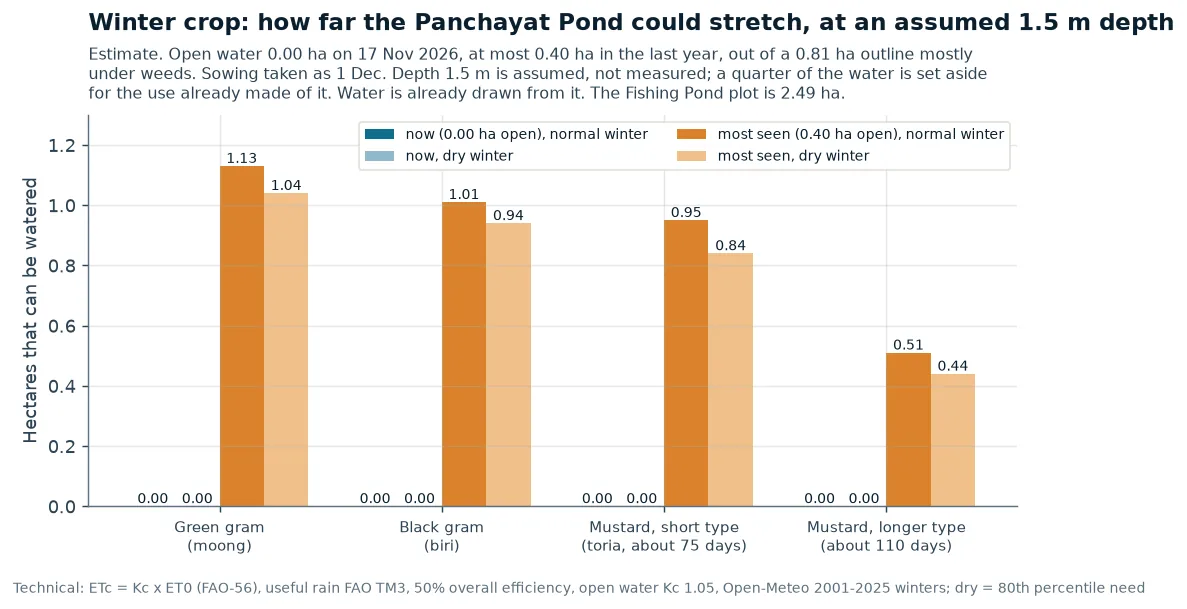 Winter crop: how far the Panchayat Pond could stretch, at an assumed 1.5 m depth
Estimate. Open water 0.00 ha on 17 Nov 2026, at most 0.40 ha in the last year, out of a 0.81 ha outline mostly
under weeds. Sowing taken as 1 Dec. Depth 1.5 m is assumed, not measured; a quarter of the water is set aside
for the use already made of it. Water is already drawn from it. The Fishing Pond plot is 2.49 ha.
now (0.00 ha open), normal winter
now, dry winter
most seen (0.40 ha open), normal winter
most seen, dry winter
Hectares that can be watered
1.2
1.0
0.8
0.6
0.4
0.2
0.0
0.00 0.00 1.13 1.04
0.00 0.00 1.01 0.94
0.00 0.00 0.95 0.84
0.00 0.00 0.51 0.44
Green gram
(moong)
Black gram
(biri)
Mustard, short type
(toria, about 75 days)
Mustard, longer type
(about 110 days)
Technical: ETc = Kc x ET0 (FAO-56), useful rain FAO TM3, 50% overall efficiency, open water Kc 1.05, Open-Meteo 2001-2025 winters; dry = 80th percentile need